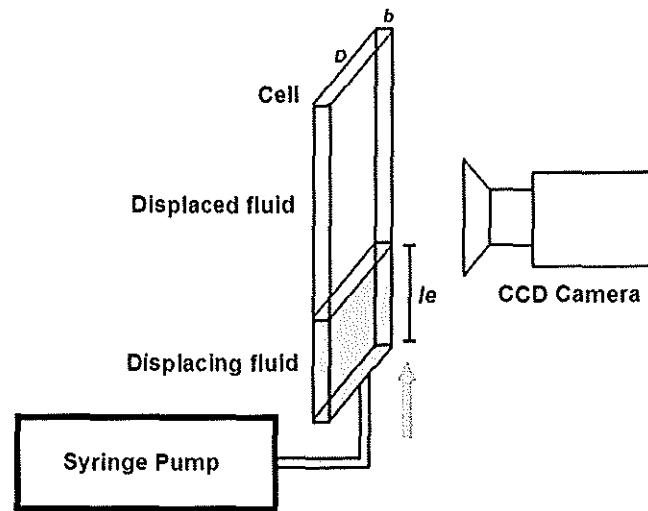 b
D
Cell
Displaced fluid
le
CCD Camera
Displacing fluid
Syringe Pump